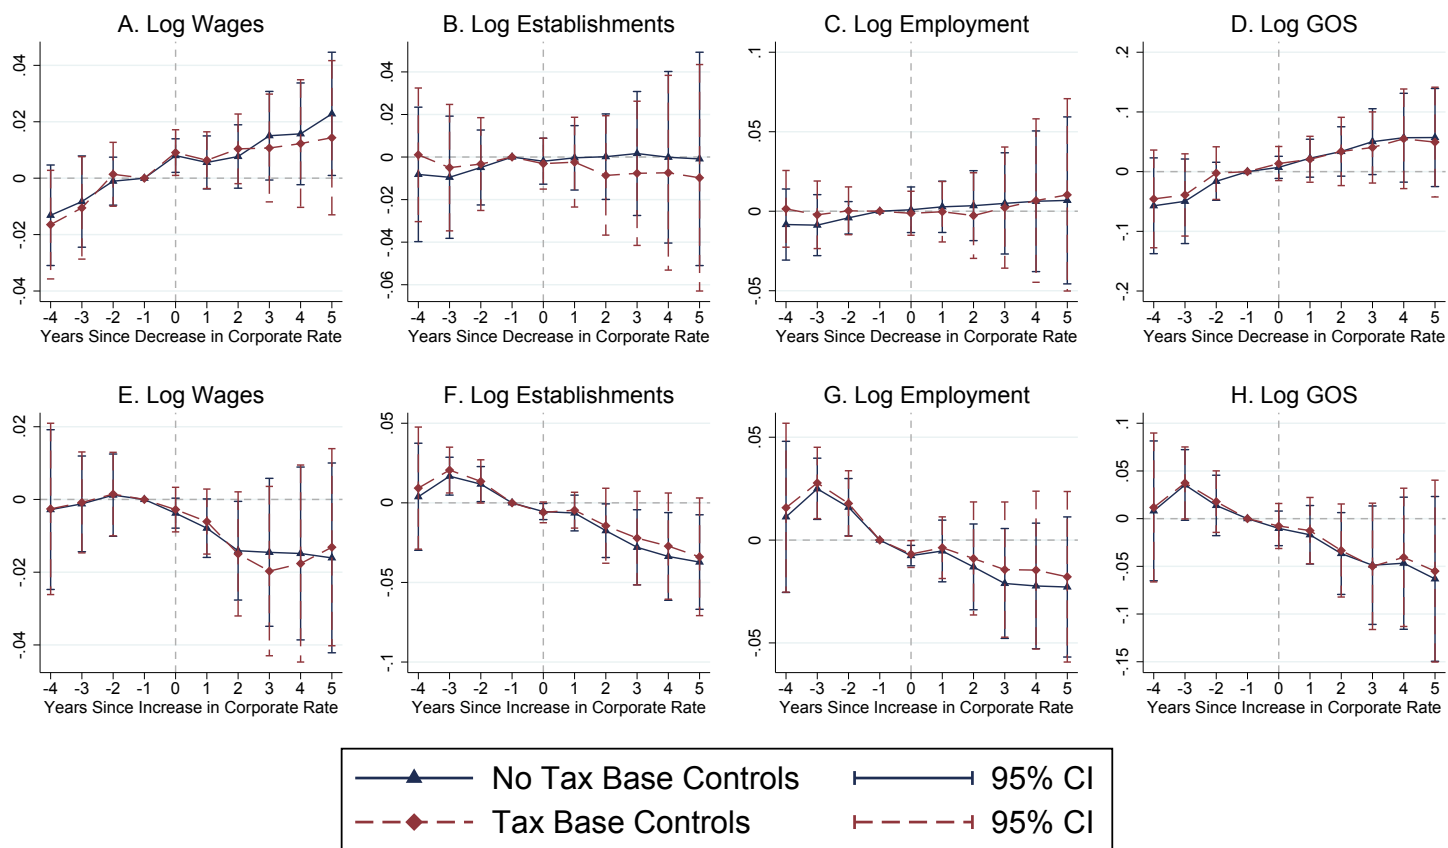 A. Log Wages
.04
.02
0
-.02
-.04
-4 -3 -2 -1 0 1 2 3 4 5
Years Since Decrease in Corporate Rate
B. Log Establishments
.04
.02
0
-.02
-.04
-.06
-4 -3 -2 -1 0 1 2 3 4 5
Years Since Decrease in Corporate Rate
C. Log Employment
.1
.05
0
-.05
-4 -3 -2 -1 0 1 2 3 4 5
Years Since Decrease in Corporate Rate
D. Log GOS
.2
.1
0
-.1
-.2
-4 -3 -2 -1 0 1 2 3 4 5
Years Since Decrease in Corporate Rate
E. Log Wages
.02
0
-.02
-.04
-4 -3 -2 -1 0 1 2 3 4 5
Years Since Increase in Corporate Rate
F. Log Establishments
.05
0
-.05
-.1
-4 -3 -2 -1 0 1 2 3 4 5
Years Since Increase in Corporate Rate
G. Log Employment
.05
0
-.05
-4 -3 -2 -1 0 1 2 3 4 5
Years Since Increase in Corporate Rate
H. Log GOS
.1
.05
0
-.05
-.1
-.15
-4 -3 -2 -1 0 1 2 3 4 5
Years Since Increase in Corporate Rate
No Tax Base Controls 95% CI
Tax Base Controls 95% CI